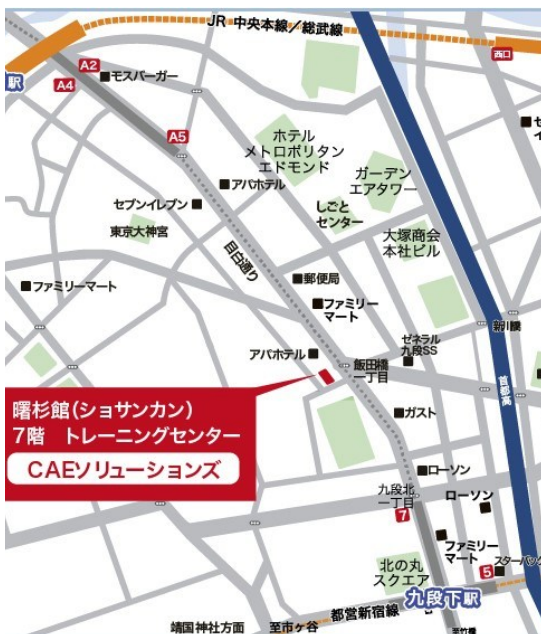 JR 中央本線／総武線
西口
駅
A2
モスバーガー
A4
A5
ホテル
メトロポリタン
エドモンド
ガーデン
エアタワー
アパホテル
しごと
センター
セブンイレブン
東京大神宮
大塚商会
本社ビル
目白通り
郵便局
ファミリーマート
ファミリー
マート
ゼネラル
九段SS
アパホテル
飯田橋
一丁目
首都高
曙杉館(ショサンカン)
7階 トレーニングセンター
CAEソリューションズ
ガスト
ローソン
九段北
一丁目
ローソン
7
ファミリー
マート
北の丸
スクエア
5
九段下駅
都営新宿線
靖国神社方面
至市ヶ谷